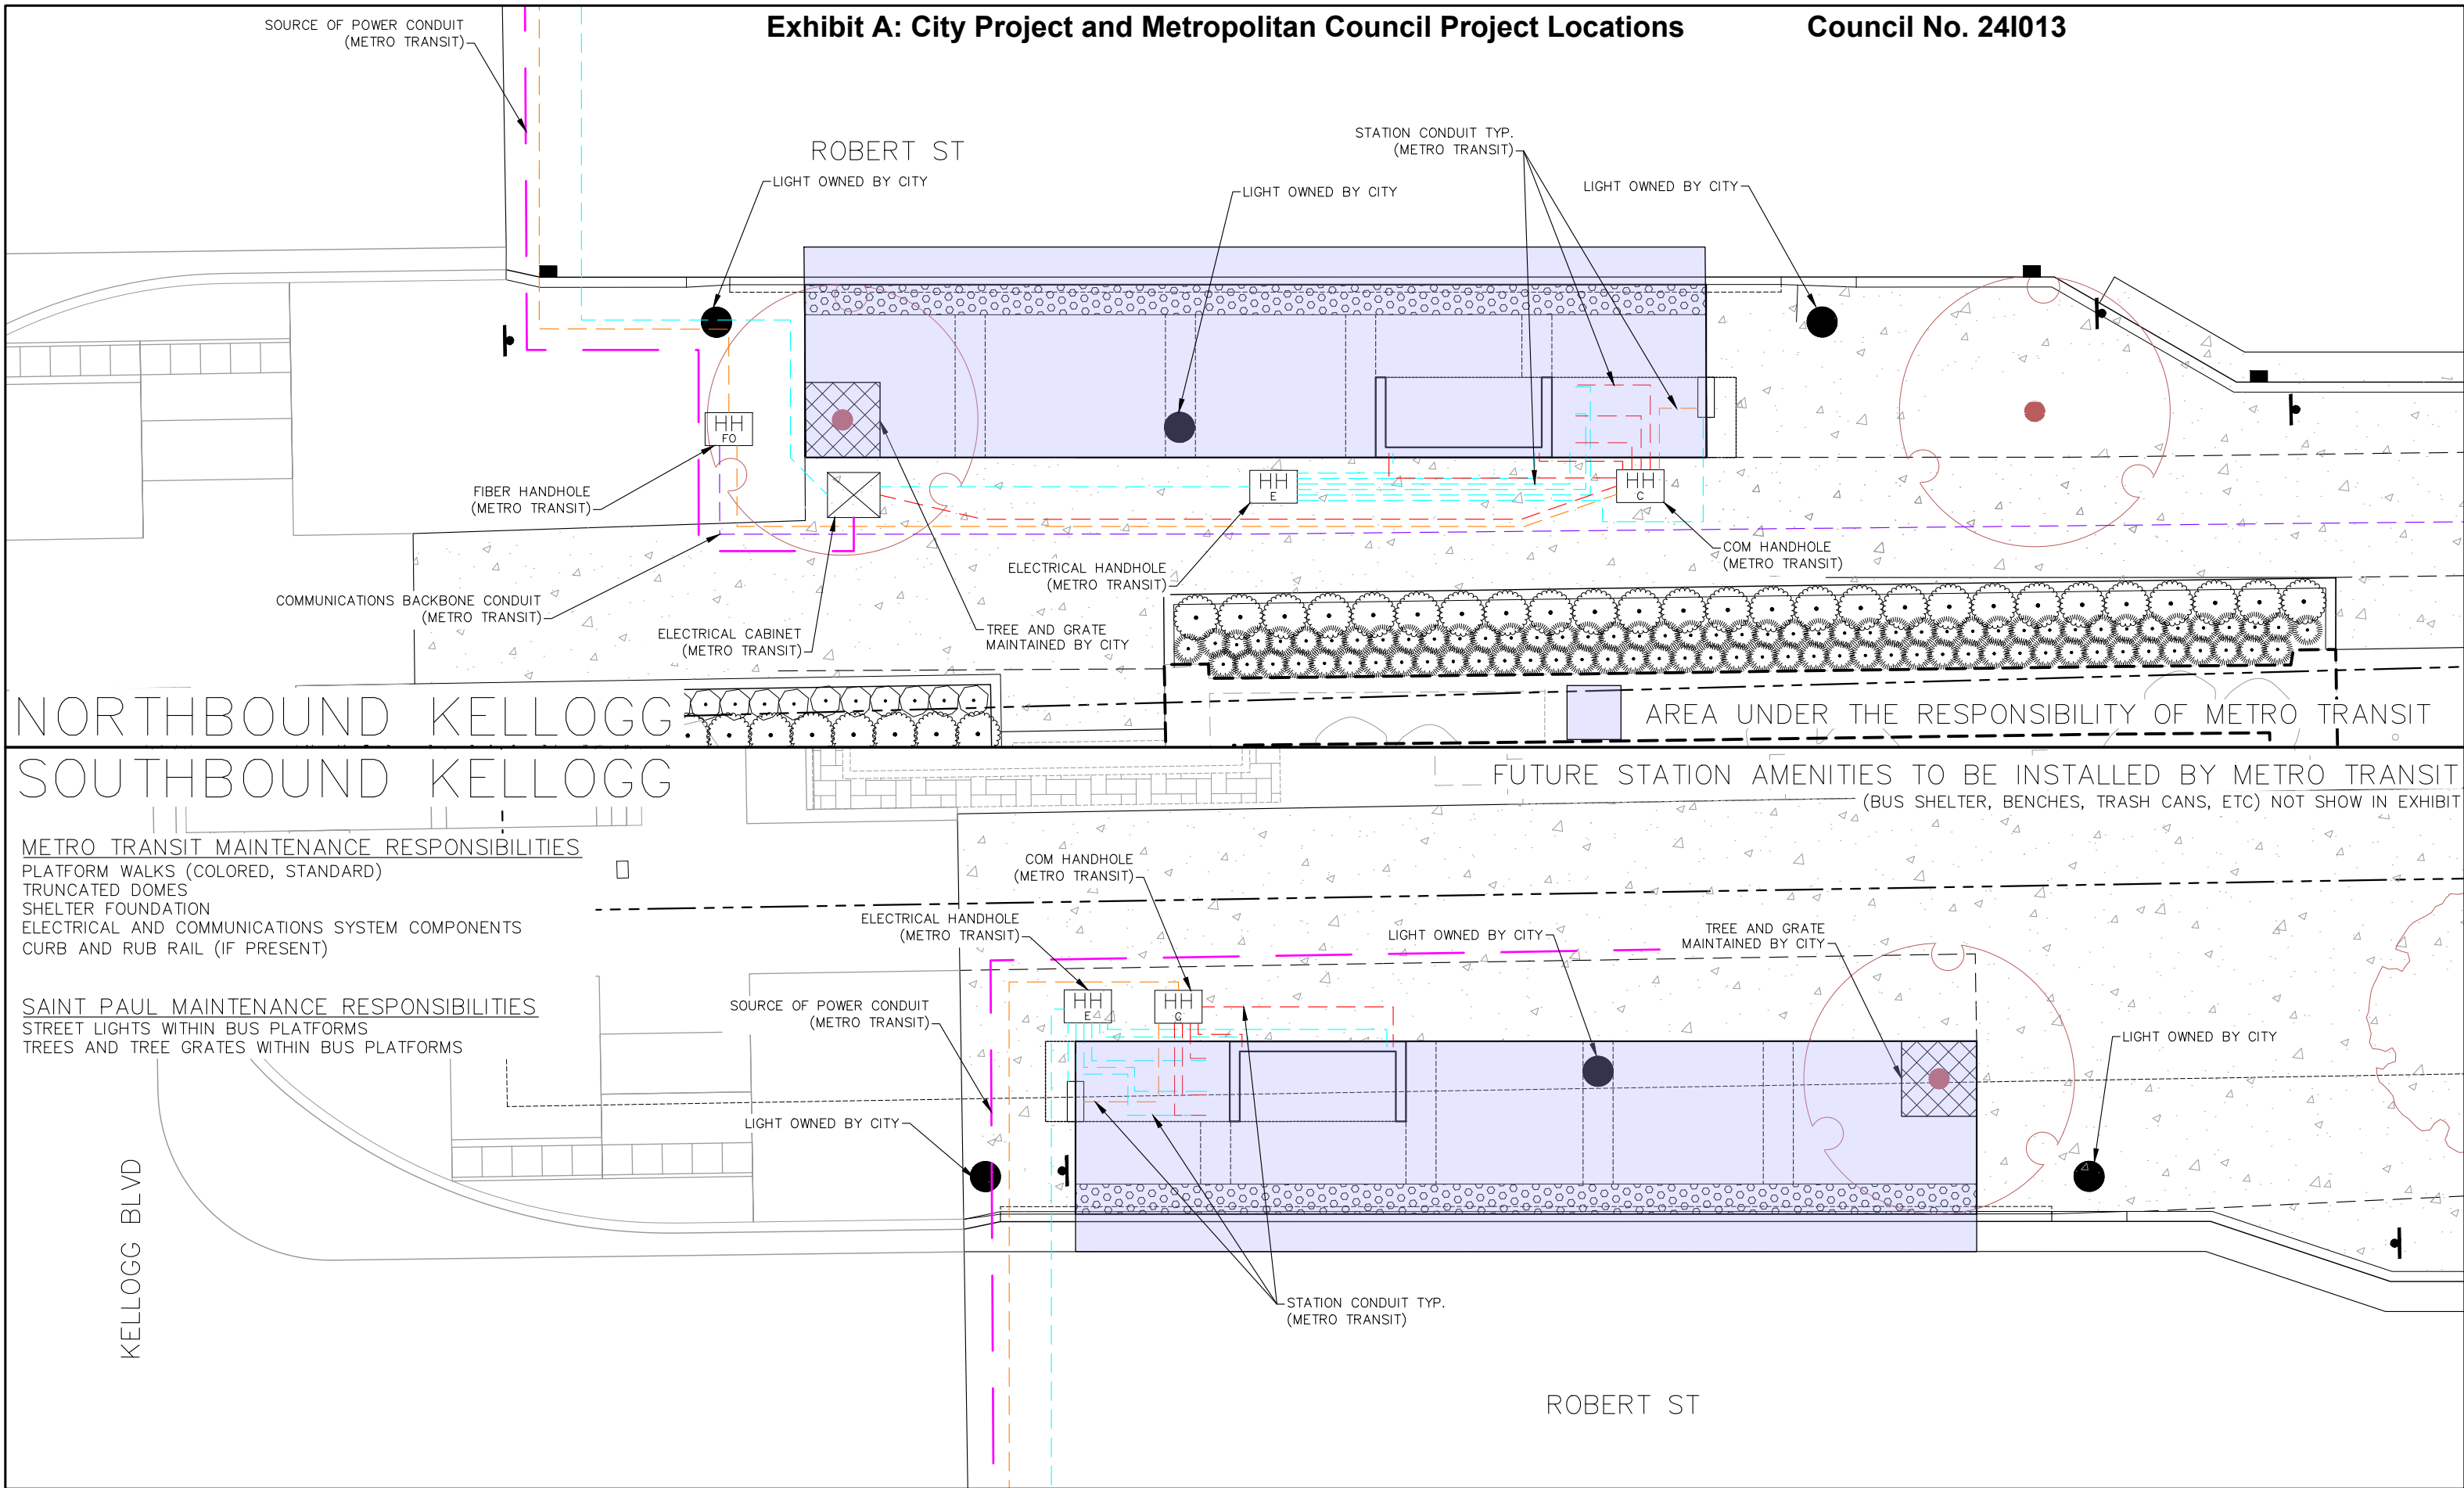 Exhibit A: City Project and Metropolitan Council Project Locations
Council No. 24I013
SOURCE OF POWER CONDUIT
(METRO TRANSIT)
ROBERT ST
LIGHT OWNED BY CITY
LIGHT OWNED BY CITY
STATION CONDUIT TYP.
(METRO TRANSIT)
LIGHT OWNED BY CITY
HH
FO
FIBER HANDHOLE
(METRO TRANSIT)
HH
E
HH
C
COMMUNICATIONS BACKBONE CONDUIT
(METRO TRANSIT)
ELECTRICAL CABINET
(METRO TRANSIT)
TREE AND GRATE
MAINTAINED BY CITY
ELECTRICAL HANDHOLE
(METRO TRANSIT)
COM HANDHOLE
(METRO TRANSIT)
NORTHBOUND KELLOGG
AREA UNDER THE RESPONSIBILITY OF METRO TRANSIT
SOUTHBOUND KELLOGG
FUTURE STATION AMENITIES TO BE INSTALLED BY METRO TRANSIT
(BUS SHELTER, BENCHES, TRASH CANS, ETC) NOT SHOW IN EXHIBIT
METRO TRANSIT MAINTENANCE RESPONSIBILITIES
PLATFORM WALKS (COLORED, STANDARD)
TRUNCATED DOMES
SHELTER FOUNDATION
ELECTRICAL AND COMMUNICATIONS SYSTEM COMPONENTS
CURB AND RUB RAIL (IF PRESENT)
SAINT PAUL MAINTENANCE RESPONSIBILITIES
STREET LIGHTS WITHIN BUS PLATFORMS
TREES AND TREE GRATES WITHIN BUS PLATFORMS
COM HANDHOLE
(METRO TRANSIT)
ELECTRICAL HANDHOLE
(METRO TRANSIT)
LIGHT OWNED BY CITY
TREE AND GRATE
MAINTAINED BY CITY
HH
E
HH
C
SOURCE OF POWER CONDUIT
(METRO TRANSIT)
LIGHT OWNED BY CITY
LIGHT OWNED BY CITY
STATION CONDUIT TYP.
(METRO TRANSIT)
KELLOGG BLVD
ROBERT ST